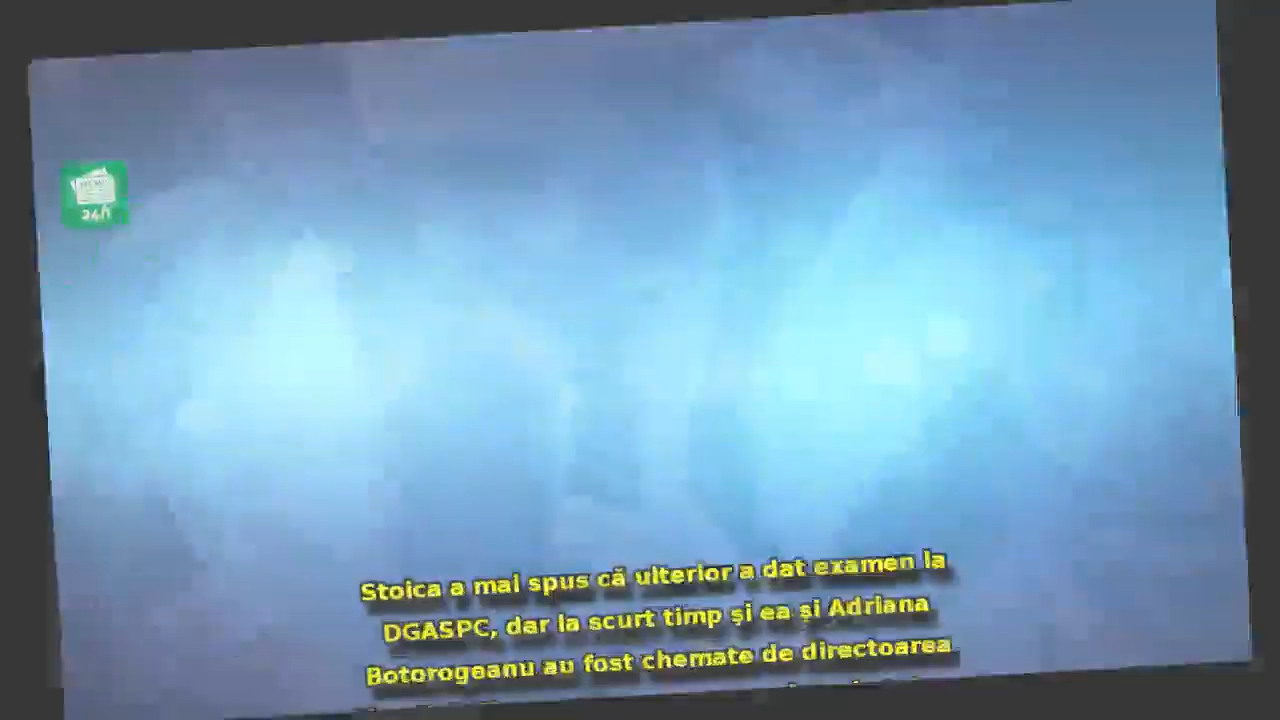 24h
Stoica a mai spus că ulterior a dat examen la
DGASPC, dar la scurt timp și ea și Adriana
Botorogeanu au fost chemate de directoarea